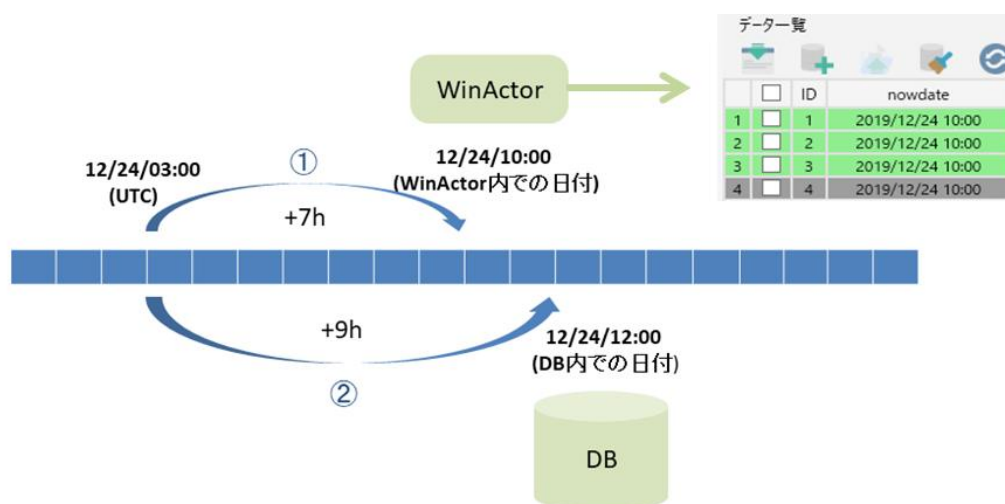 データ一覧
WinActor
ID nowdate
1 1 2019/12/24 10:00
2 2 2019/12/24 10:00
3 3 2019/12/24 10:00
4 4 2019/12/24 10:00
①
12/24/03:00
(UTC)
12/24/10:00
(WinActor内での日付)
+7h
+9h
12/24/12:00
(DB内での日付)
②
DB